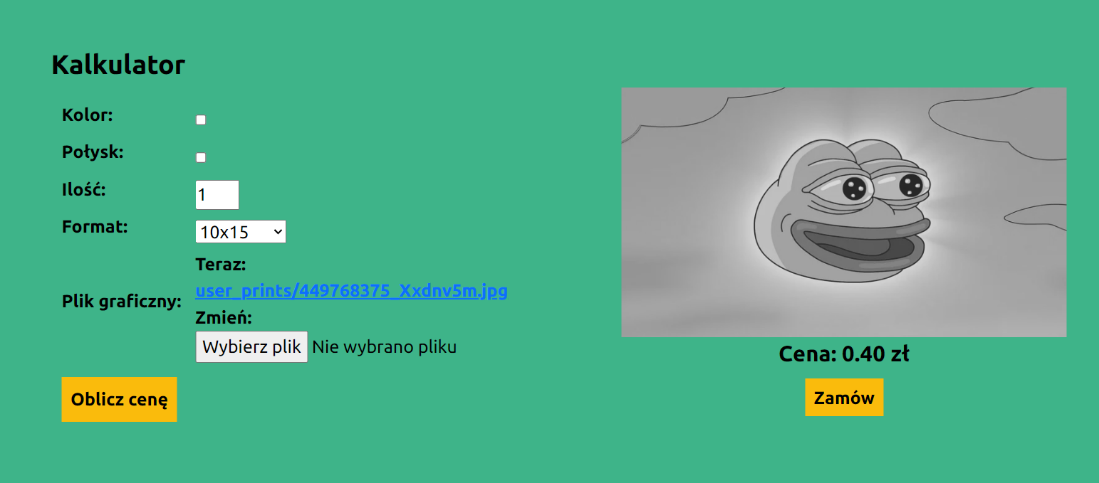 Kalkulator
Kolor:
Połysk:
Ilość:
1
Format:
10x15
Plik graficzny:
Teraz:
user_prints/449768375_Xxdnv5m.jpg
Zmień:
Wybierz plik Nie wybrano pliku
Oblicz cenę
Cena: 0.40 zł
Zamów